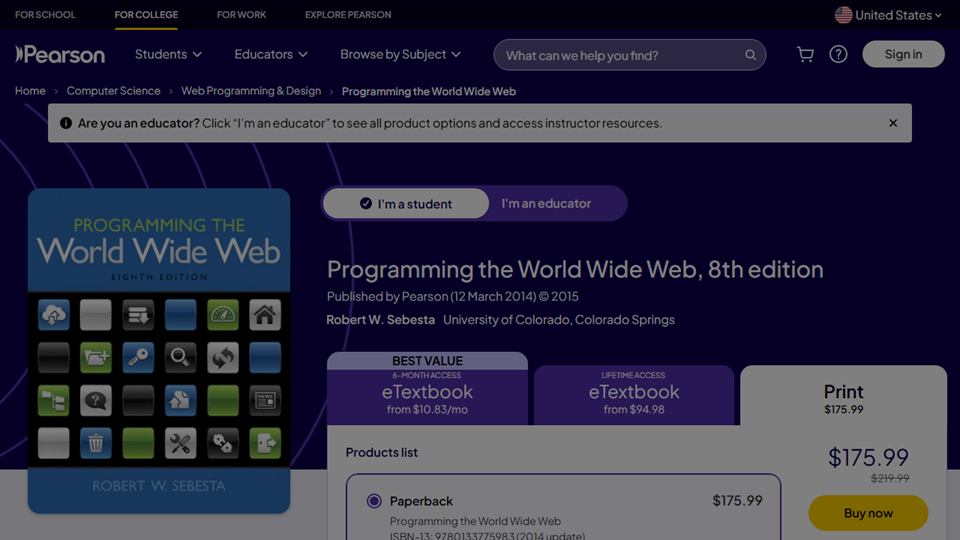 FOR SCHOOL FOR COLLEGE FOR WORK EXPLORE PEARSON United States
Pearson Students Educators Browse by Subject What can we help you find? Sign in
Home › Computer Science › Web Programming & Design › Programming the World Wide Web
Are you an educator? Click “I'm an educator” to see all product options and access instructor resources.
I'm a student I'm an educator
PROGRAMMING THE
World Wide Web
EIGHTH EDITION
ROBERT W. SEBESTA
Programming the World Wide Web, 8th edition
Published by Pearson (12 March 2014) © 2015
Robert W. Sebesta University of Colorado, Colorado Springs
BEST VALUE
6-MONTH ACCESS
eTextbook
from $10.83/mo
LIFETIME ACCESS
eTextbook
from $94.98
Print
$175.99
Products list
$175.99
$219.99
Buy now
Paperback $175.99
Programming the World Wide Web
ISBN-13: 9780133775983 (2014 update)